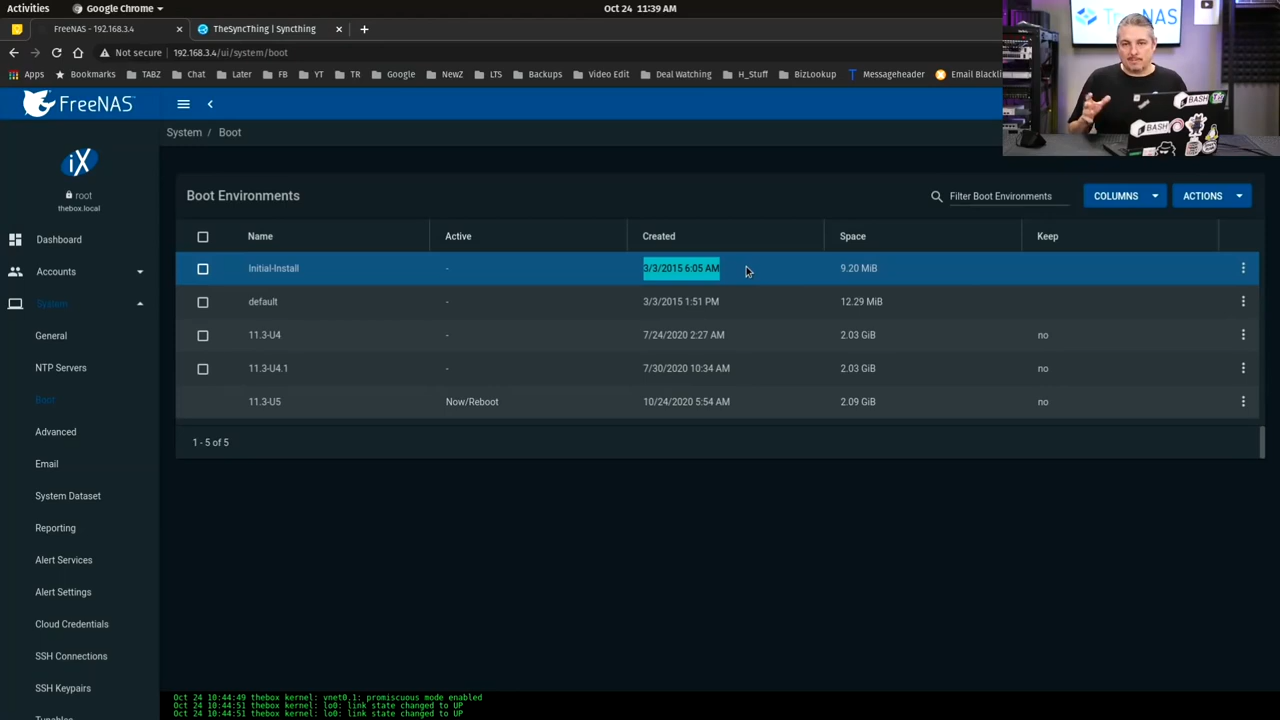 Activities Google Chrome Oct 24 11:39 AM
FreeNAS - 192.168.3.4 TheSyncThing | Syncthing
Not secure 192.168.3.4/ui/system/boot
Apps Bookmarks TABZ Chat Later FB YT TR Google NewZ LTS Backups Video Edit Deal Watching H_Stuff BizLookup Messageheader Email Blackli
FreeNAS
System / Boot
iX
root
thebox.local
Dashboard
Accounts
System
General
NTP Servers
Boot
Advanced
Email
System Dataset
Reporting
Alert Services
Alert Settings
Cloud Credentials
SSH Connections
SSH Keypairs
Tunables
Boot Environments Filter Boot Environments COLUMNS ACTIONS
Name Active Created Space Keep
Initial-Install - 3/3/2015 6:05 AM 9.20 MiB
default - 3/3/2015 1:51 PM 12.29 MiB
11.3-U4 - 7/24/2020 2:27 AM 2.03 GiB no
11.3-U4.1 - 7/30/2020 10:34 AM 2.03 GiB no
11.3-U5 Now/Reboot 10/24/2020 5:54 AM 2.09 GiB no
1 - 5 of 5
Oct 24 10:44:49 thebox kernel: vnet0.1: promiscuous mode enabled
Oct 24 10:44:51 thebox kernel: lo0: link state changed to UP
Oct 24 10:44:51 thebox kernel: lo0: link state changed to UP
BASH
BASH